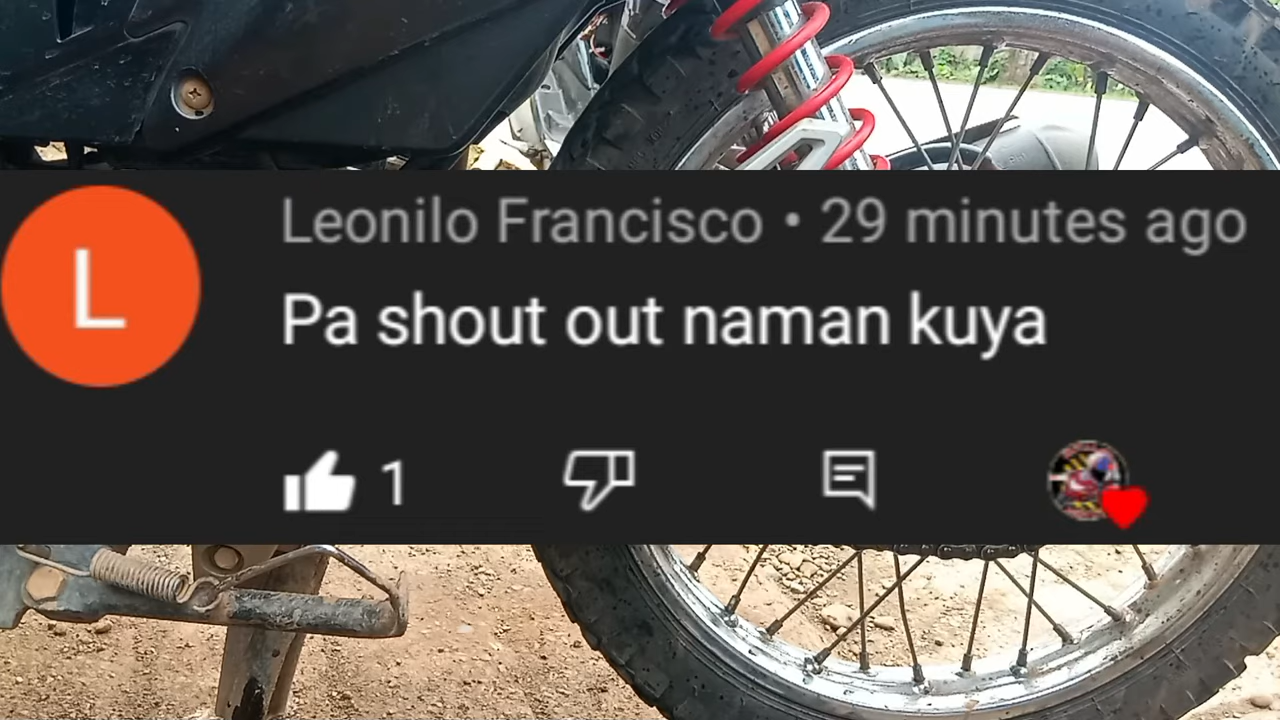 L
Leonilo Francisco • 29 minutes ago
Pa shout out naman kuya
1